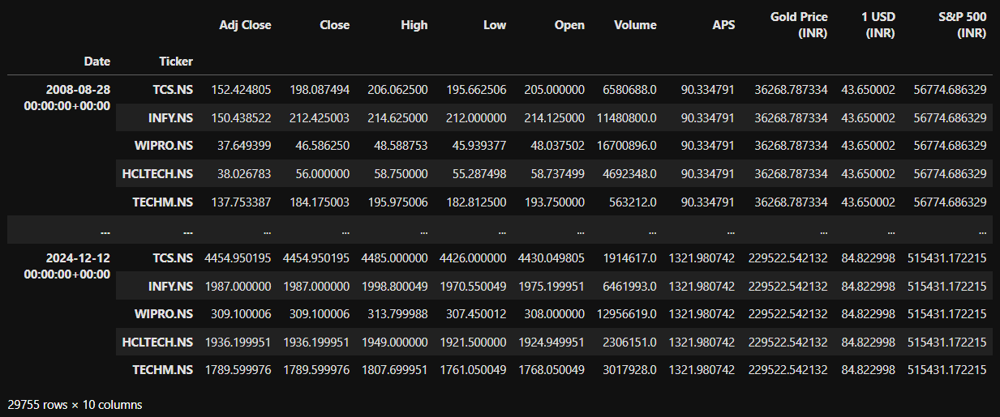 Adj Close Close High Low Open Volume APS Gold Price (INR) 1 USD (INR) S&P 500 (INR)
Date Ticker
2008-08-28 00:00:00+00:00 TCS.NS 152.424805 198.087494 206.062500 195.662506 205.000000 6580688.0 90.334791 36268.787334 43.650002 56774.686329
INFY.NS 150.438522 212.425003 214.625000 212.000000 214.125000 11480800.0 90.334791 36268.787334 43.650002 56774.686329
WIPRO.NS 37.649399 46.586250 48.588753 45.939377 48.037502 16700896.0 90.334791 36268.787334 43.650002 56774.686329
HCLTECH.NS 38.026783 56.000000 58.750000 55.287498 58.737499 4692348.0 90.334791 36268.787334 43.650002 56774.686329
TECHM.NS 137.753387 184.175003 195.975006 182.812500 193.750000 563212.0 90.334791 36268.787334 43.650002 56774.686329
... ... ... ... ... ... ... ... ... ... ... ...
2024-12-12 00:00:00+00:00 TCS.NS 4454.950195 4454.950195 4485.000000 4426.000000 4430.049805 1914617.0 1321.980742 229522.542132 84.822998 515431.172215
INFY.NS 1987.000000 1987.000000 1998.800049 1970.550049 1975.199951 6461993.0 1321.980742 229522.542132 84.822998 515431.172215
WIPRO.NS 309.100006 309.100006 313.799988 307.450012 308.000000 12956619.0 1321.980742 229522.542132 84.822998 515431.172215
HCLTECH.NS 1936.199951 1936.199951 1949.000000 1921.500000 1924.949951 2306151.0 1321.980742 229522.542132 84.822998 515431.172215
TECHM.NS 1789.599976 1789.599976 1807.699951 1761.050049 1768.050049 3017928.0 1321.980742 229522.542132 84.822998 515431.172215
29755 rows × 10 columns